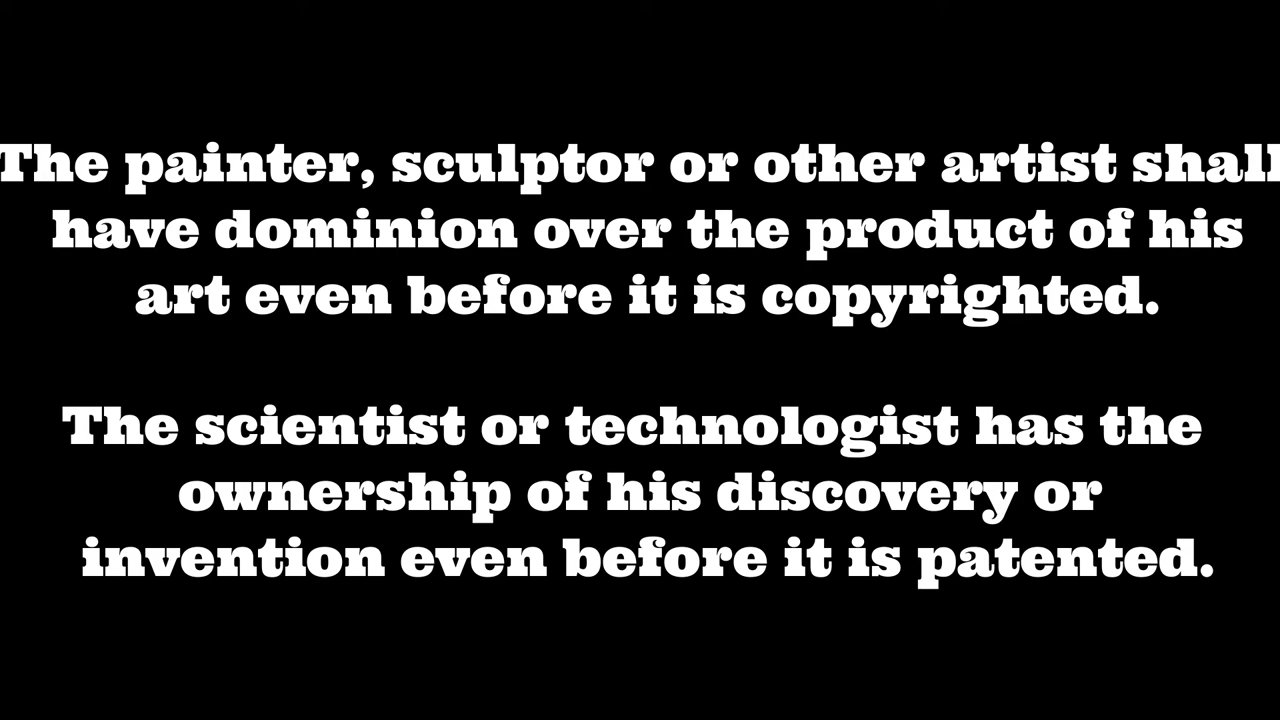 The painter, sculptor or other artist shall
have dominion over the product of his
art even before it is copyrighted.
The scientist or technologist has the
ownership of his discovery or
invention even before it is patented.